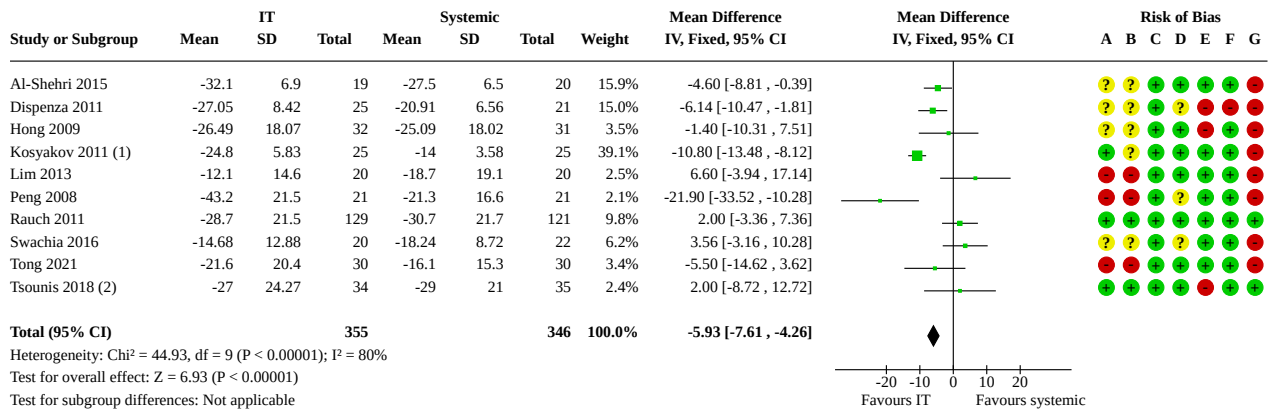 IT Systemic Mean Difference Mean Difference Risk of Bias
Study or Subgroup Mean SD Total Mean SD Total Weight IV, Fixed, 95% CI IV, Fixed, 95% CI A B C D E F G
Al-Shehri 2015 -32.1 6.9 19 -27.5 6.5 20 15.9% -4.60 [-8.81 , -0.39] ? ? + + + + -
Dispenza 2011 -27.05 8.42 25 -20.91 6.56 21 15.0% -6.14 [-10.47 , -1.81] ? ? + ? - - -
Hong 2009 -26.49 18.07 32 -25.09 18.02 31 3.5% -1.40 [-10.31 , 7.51] ? ? + + - + -
Kosyakov 2011 (1) -24.8 5.83 25 -14 3.58 25 39.1% -10.80 [-13.48 , -8.12] + ? + + + + -
Lim 2013 -12.1 14.6 20 -18.7 19.1 20 2.5% 6.60 [-3.94 , 17.14] - - + + + + -
Peng 2008 -43.2 21.5 21 -21.3 16.6 21 2.1% -21.90 [-33.52 , -10.28] - - + ? + + -
Rauch 2011 -28.7 21.5 129 -30.7 21.7 121 9.8% 2.00 [-3.36 , 7.36] + + + + + + +
Swachia 2016 -14.68 12.88 20 -18.24 8.72 22 6.2% 3.56 [-3.16 , 10.28] ? ? + ? + + -
Tong 2021 -21.6 20.4 30 -16.1 15.3 30 3.4% -5.50 [-14.62 , 3.62] - - + + + + -
Tsounis 2018 (2) -27 24.27 34 -29 21 35 2.4% 2.00 [-8.72 , 12.72] + + + + - + +
Total (95% CI) 355 346 100.0% -5.93 [-7.61 , -4.26]
Heterogeneity: Chi² = 44.93, df = 9 (P < 0.00001); I² = 80%
Test for overall effect: Z = 6.93 (P < 0.00001)
Test for subgroup differences: Not applicable
-20 -10 0 10 20
Favours IT Favours systemic